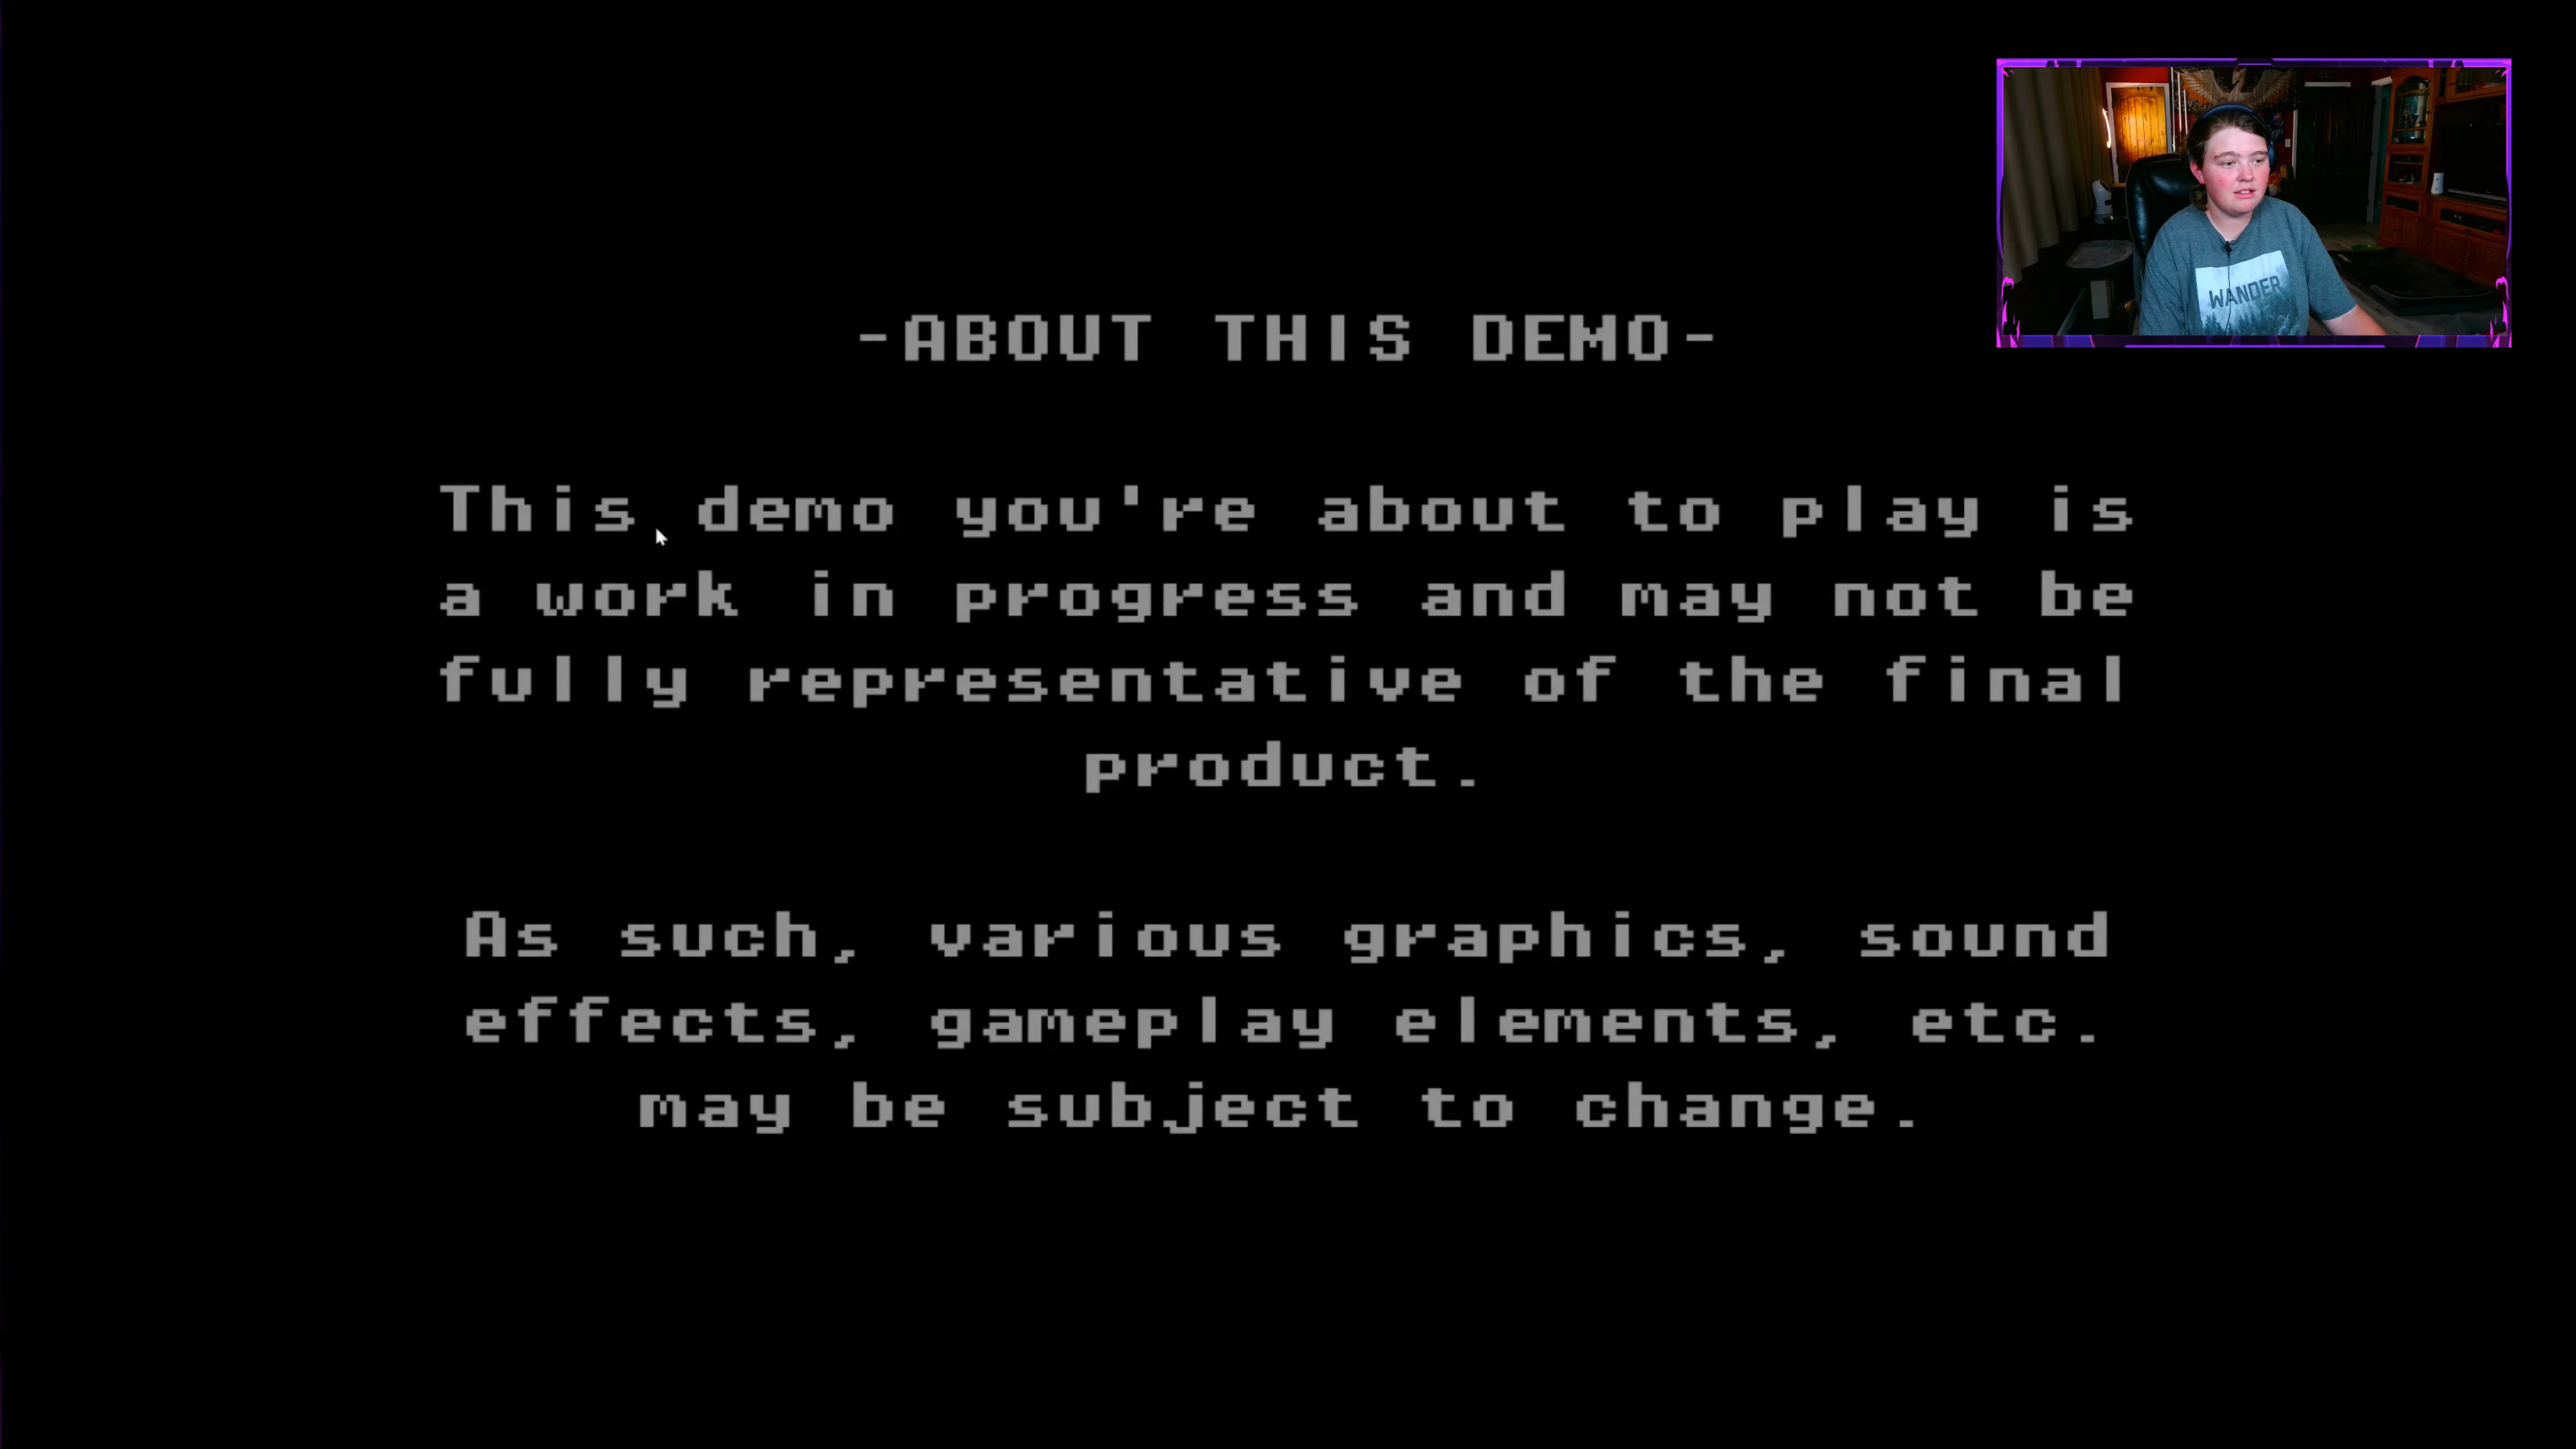 -ABOUT THIS DEMO-
This demo you're about to play is
a work in progress and may not be
fully representative of the final
product.
As such, various graphics, sound
effects, gameplay elements, etc.
may be subject to change.
WANDER